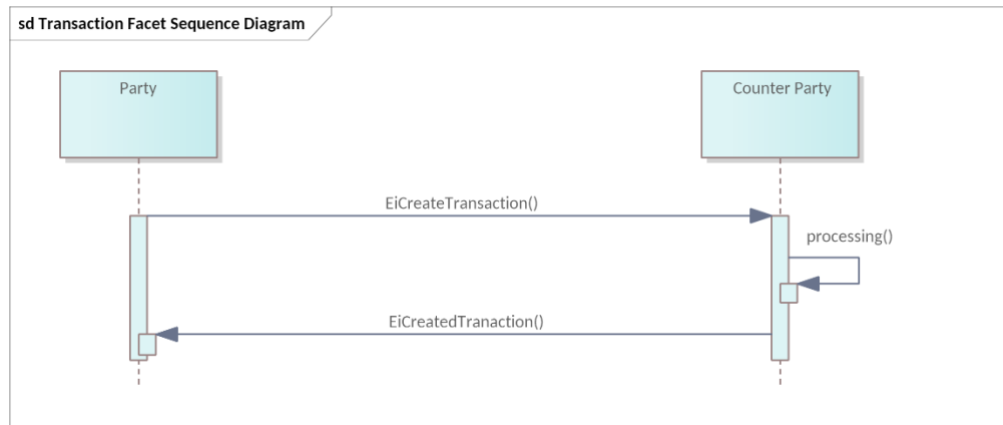 sd Transaction Facet Sequence Diagram
Party
Counter Party
EiCreateTransaction()
processing()
EiCreatedTranaction()